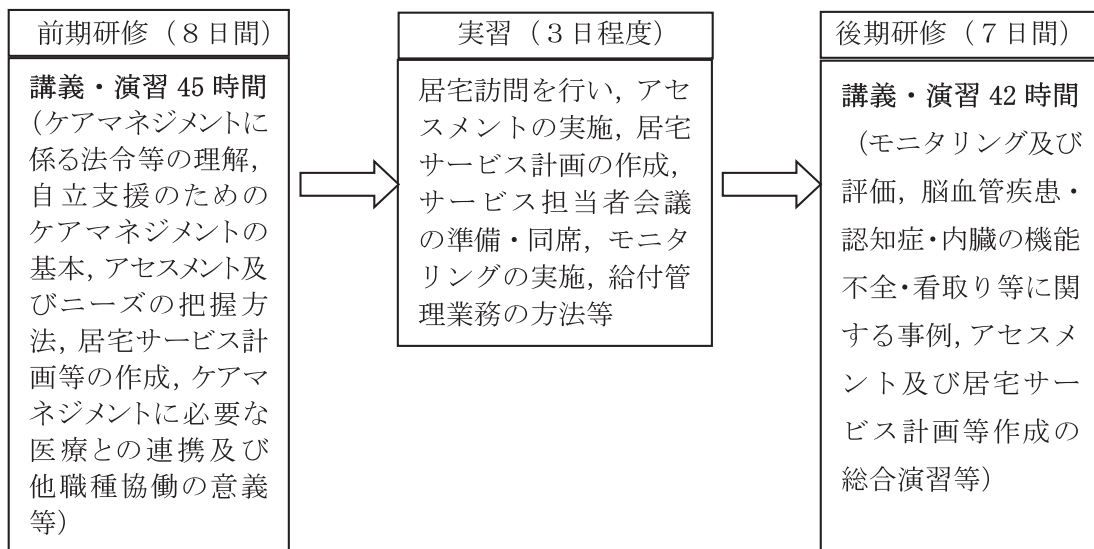 前期研修（８日間）
講義・演習 45 時間
（ケアマネジメントに
係る法令等の理解，
自立支援のための
ケアマネジメントの
基本，アセスメント及
びニーズの把握方
法，居宅サービス計
画等の作成，ケアマ
ネジメントに必要な
医療との連携及び
他職種協働の意義
等）
実習（３日程度）
居宅訪問を行い，アセ
スメントの実施，居宅
サービス計画の作成，
サービス担当者会議
の準備・同席，モニタ
リングの実施，給付管
理業務の方法等
後期研修（７日間）
講義・演習 42 時間
（モニタリング及び
評価，脳血管疾患・
認知症・内臓の機能
不全・看取り等に関
する事例，アセスメ
ント及び居宅サー
ビス計画等作成の
総合演習等）